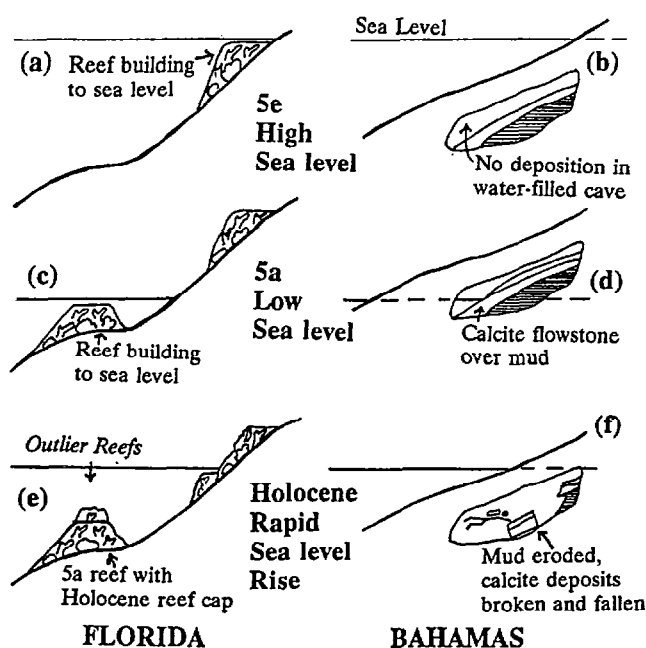 Sea Level
(a)
Reef building
to sea level
5e
High
Sea level
(b)
No deposition in
water-filled cave
(c)
Reef building
to sea level
5a
Low
Sea level
(d)
Calcite flowstone
over mud
Outlier Reefs
(e)
5a reef with
Holocene reef cap
Holocene
Rapid
Sea level
Rise
(f)
Mud eroded,
calcite deposits
broken and fallen
FLORIDA
BAHAMAS